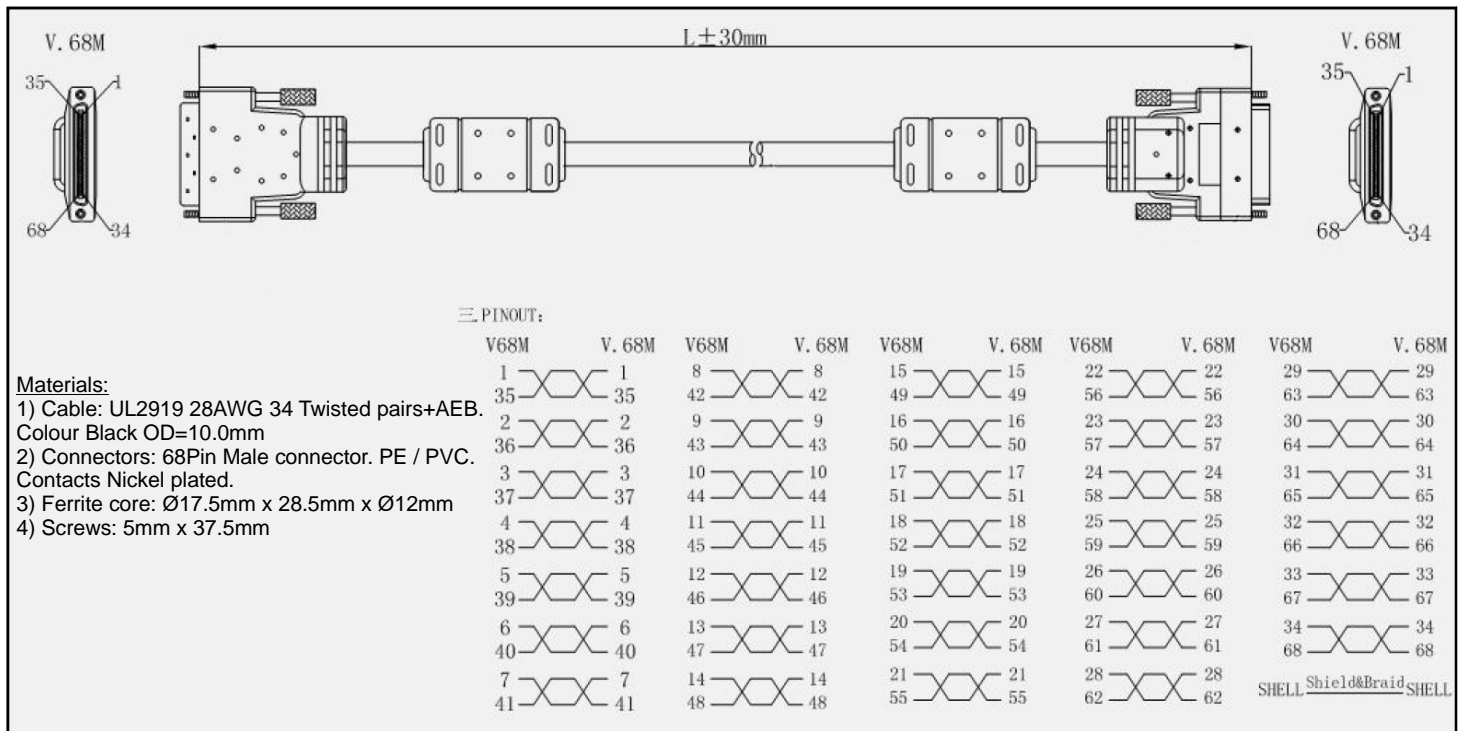 V.68M
L±30mm
V.68M
35 1
35 1
68 34
68 34
三.PINOUT:
V68M V.68M V68M V.68M V68M V.68M V68M V.68M V68M V.68M
1 1 8 8 15 15 22 22 29 29
35 35 42 42 49 49 56 56 63 63
2 2 9 9 16 16 23 23 30 30
36 36 43 43 50 50 57 57 64 64
3 3 10 10 17 17 24 24 31 31
37 37 44 44 51 51 58 58 65 65
4 4 11 11 18 18 25 25 32 32
38 38 45 45 52 52 59 59 66 66
5 5 12 12 19 19 26 26 33 33
39 39 46 46 53 53 60 60 67 67
6 6 13 13 20 20 27 27 34 34
40 40 47 47 54 54 61 61 68 68
7 7 14 14 21 21 28 28
41 41 48 48 55 55 62 62
SHELL Shield&Braid SHELL
Materials:
1) Cable: UL2919 28AWG 34 Twisted pairs+AEB.
Colour Black OD=10.0mm
2) Connectors: 68Pin Male connector. PE / PVC.
Contacts Nickel plated.
3) Ferrite core: Ø17.5mm x 28.5mm x Ø12mm
4) Screws: 5mm x 37.5mm